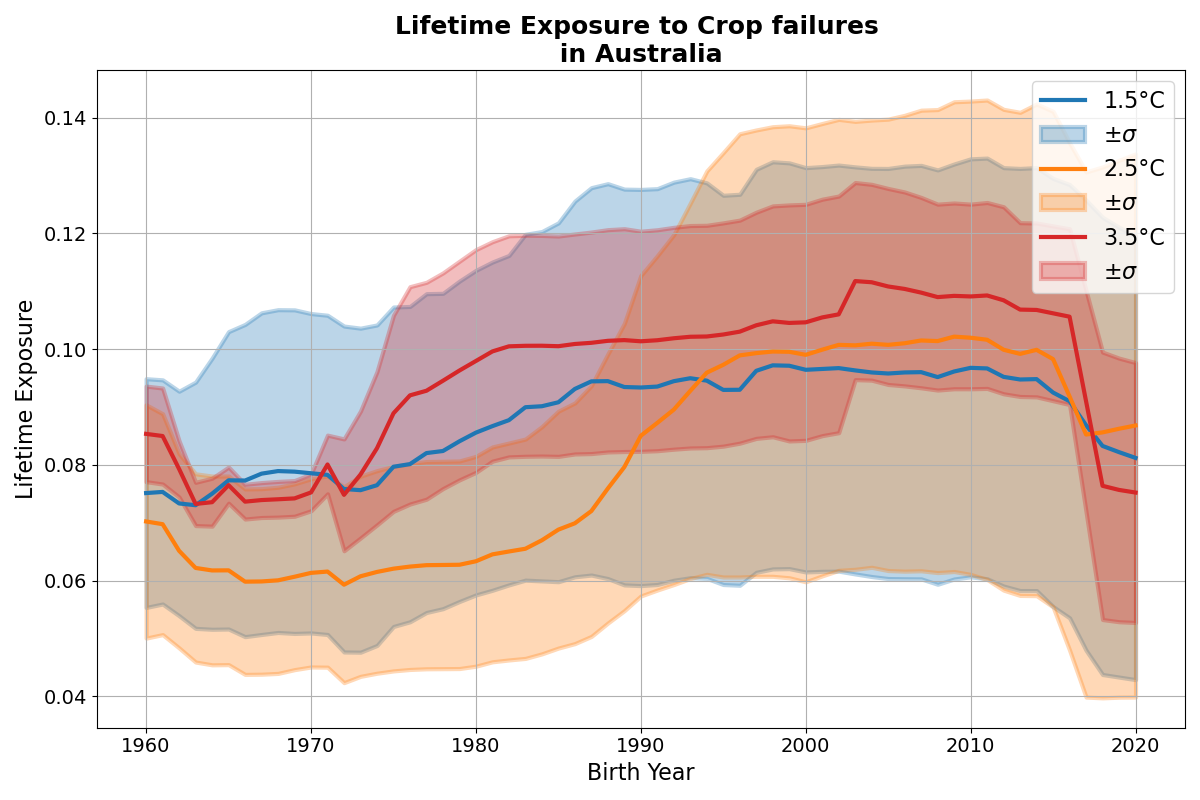 Lifetime Exposure to Crop failures
in Australia
Lifetime Exposure
0.14
0.12
0.10
0.08
0.06
0.04
1.5°C
±σ
2.5°C
±σ
3.5°C
±σ
1960 1970 1980 1990 2000 2010 2020
Birth Year